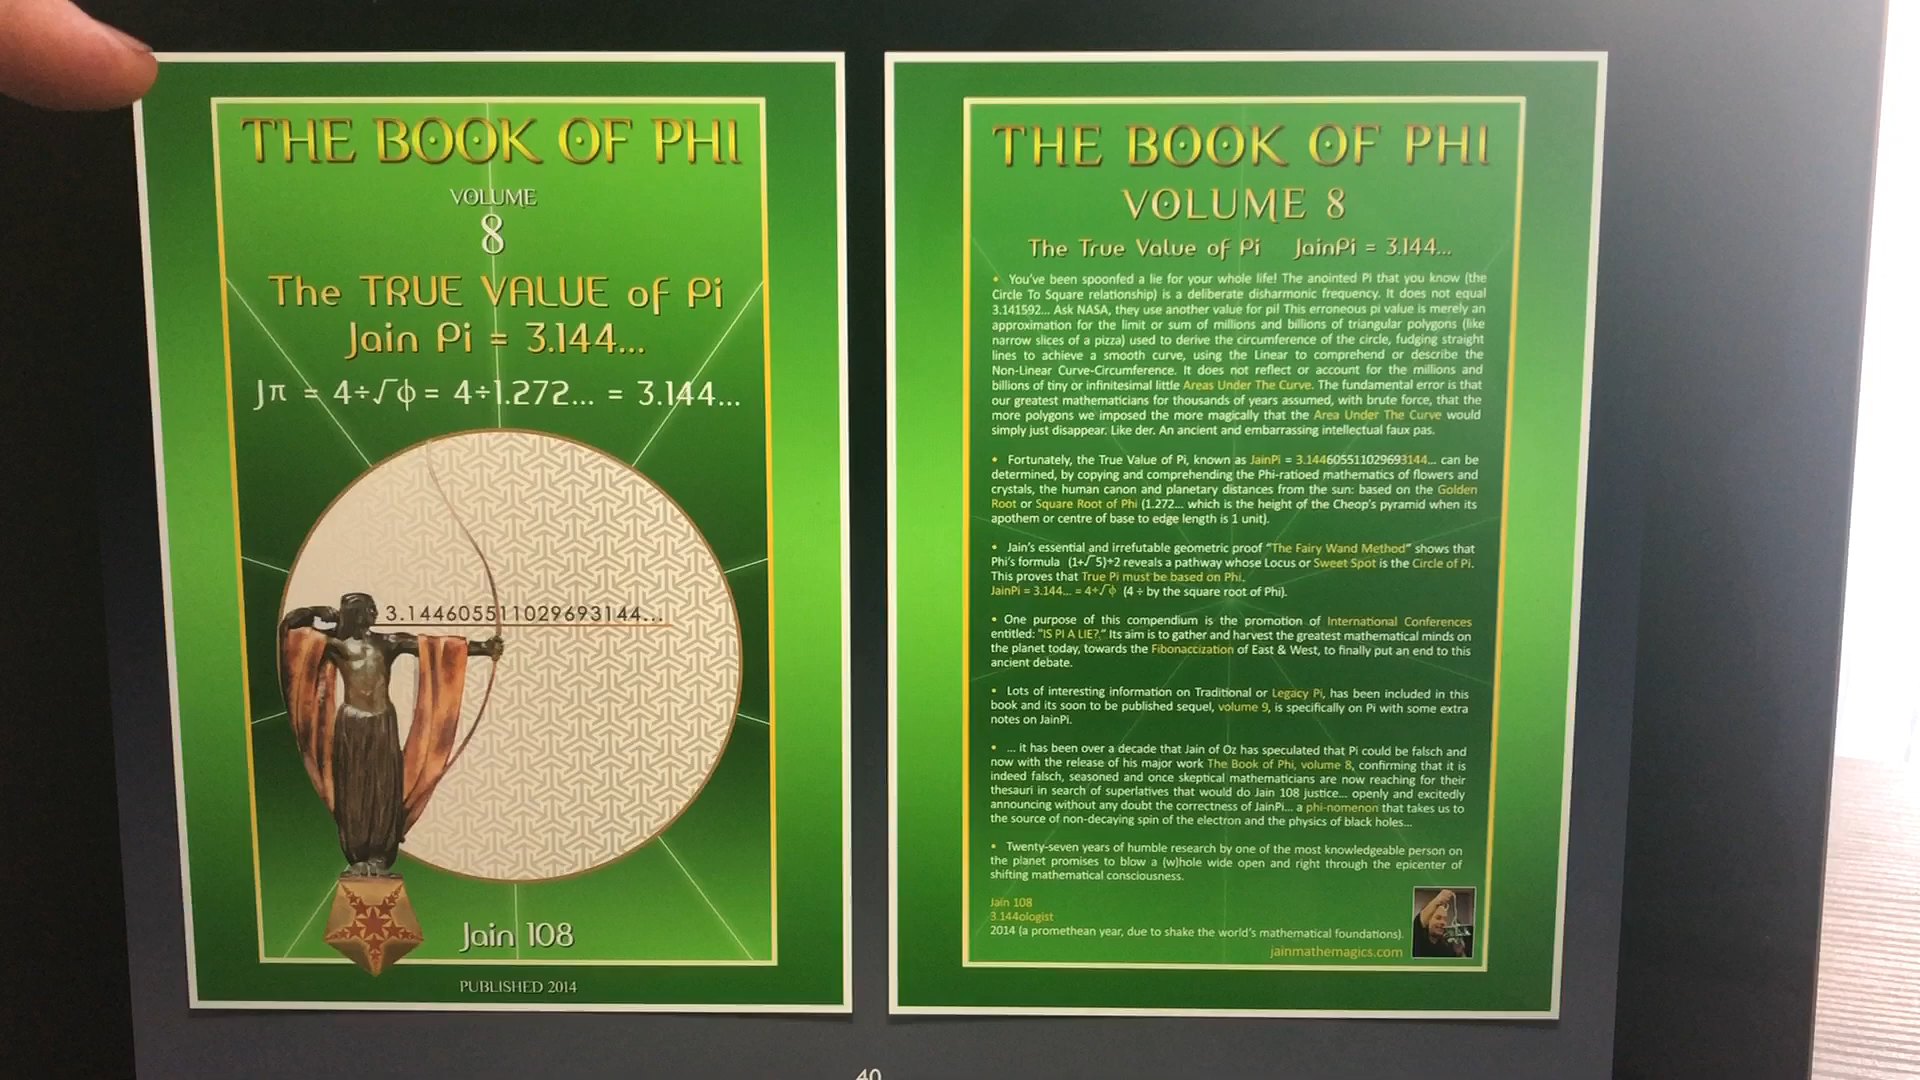 THE BOOK OF PHI
VOLUME
8
The TRUE VALUE of Pi
Jain Pi = 3.144...
Jπ = 4÷√ϕ = 4÷1.272... = 3.144...
3.144605511029693144...
Jain 108
PUBLISHED 2014
THE BOOK OF PHI
VOLUME 8
The True Value of Pi JainPi = 3.144...
• You've been spoonfed a lie for your whole life! The anointed Pi that you know (the
Circle To Square relationship) is a deliberate disharmonic frequency. It does not equal
3.141592... Ask NASA, they use another value for pi! This erroneous pi value is merely an
approximation for the limit or sum of millions and billions of triangular polygons (like
narrow slices of a pizza) used to derive the circumference of the circle, fudging straight
lines to achieve a smooth curve, using the Linear to comprehend or describe the
Non-Linear Curve-Circumference. It does not reflect or account for the millions and
billions of tiny or infinitesimal little Areas Under The Curve. The fundamental error is that
our greatest mathematicians for thousands of years assumed, with brute force, that the
more polygons we imposed the more magically that the Area Under The Curve would
simply just disappear. Like der. An ancient and embarrassing intellectual faux pas.
• Fortunately, the True Value of Pi, known as JainPi = 3.144605511029693144... can be
determined, by copying and comprehending the Phi-ratioed mathematics of flowers and
crystals, the human canon and planetary distances from the sun: based on the Golden
Root or Square Root of Phi (1.272... which is the height of the Cheop's pyramid when its
apothem or centre of base to edge length is 1 unit).
• Jain's essential and irrefutable geometric proof "The Fairy Wand Method" shows that
Phi's formula (1+√5)÷2 reveals a pathway whose Locus or Sweet Spot is the Circle of Pi.
This proves that True Pi must be based on Phi.
JainPi = 3.144... = 4÷√ϕ (4 ÷ by the square root of Phi).
• One purpose of this compendium is the promotion of International Conferences
entitled: "IS PI A LIE?." Its aim is to gather and harvest the greatest mathematical minds on
the planet today, towards the Fibonaccization of East & West, to finally put an end to this
ancient debate.
• Lots of interesting information on Traditional or Legacy Pi, has been included in this
book and its soon to be published sequel, volume 9, is specifically on Pi with some extra
notes on JainPi.
• ... it has been over a decade that Jain of Oz has speculated that Pi could be falsch and
now with the release of his major work The Book of Phi, volume 8, confirming that it is
indeed falsch, seasoned and once skeptical mathematicians are now reaching for their
thesauri in search of superlatives that would do Jain 108 justice... openly and excitedly
announcing without any doubt the correctness of JainPi... a phi-nomenon that takes us to
the source of non-decaying spin of the electron and the physics of black holes...
• Twenty-seven years of humble research by one of the most knowledgeable person on
the planet promises to blow a (w)hole wide open and right through the epicenter of
shifting mathematical consciousness.
Jain 108
3.144ologist
2014 (a promethean year, due to shake the world's mathematical foundations).
jainmathemagics.com
40